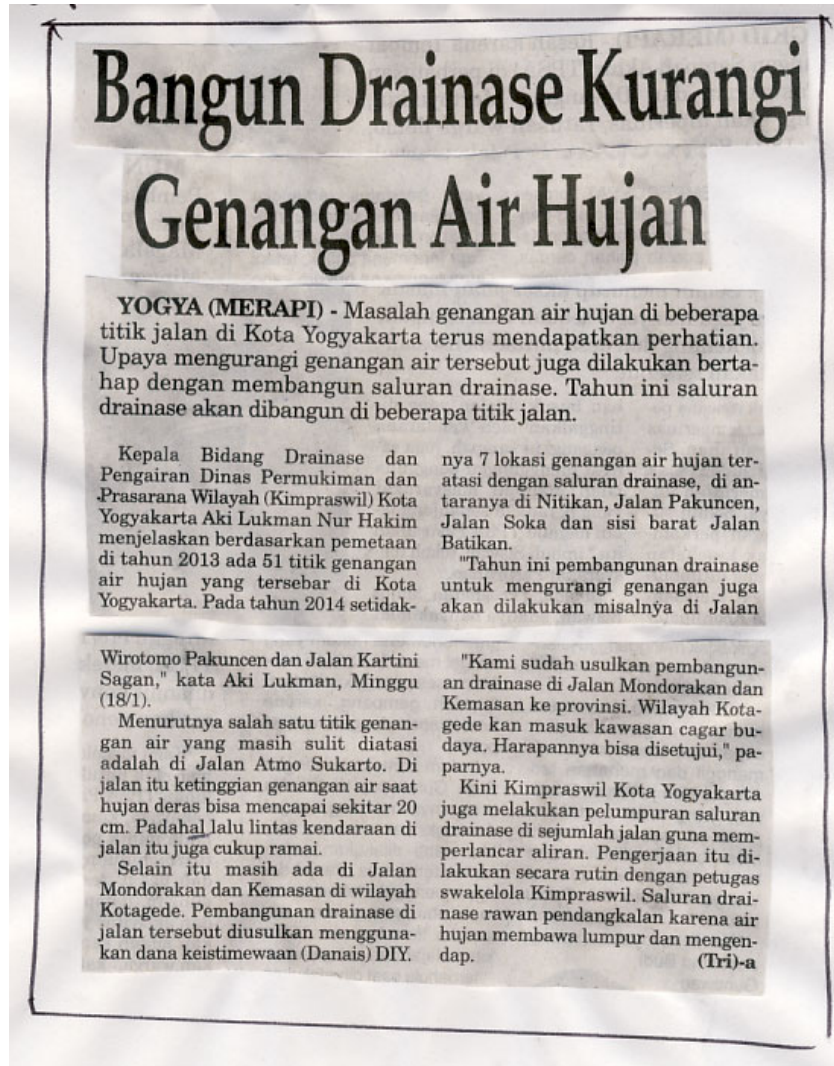 Bangun Drainase Kurangi
Genangan Air Hujan
YOGYA (MERAPI) - Masalah genangan air hujan di beberapa
titik jalan di Kota Yogyakarta terus mendapatkan perhatian.
Upaya mengurangi genangan air tersebut juga dilakukan berta-
hap dengan membangun saluran drainase. Tahun ini saluran
drainase akan dibangun di beberapa titik jalan.
Kepala Bidang Drainase dan
Pengairan Dinas Permukiman dan
Prasarana Wilayah (Kimpraswil) Kota
Yogyakarta Aki Lukman Nur Hakim
menjelaskan berdasarkan pemetaan
di tahun 2013 ada 51 titik genangan
air hujan yang tersebar di Kota
Yogyakarta. Pada tahun 2014 setidak-
nya 7 lokasi genangan air hujan ter-
atasi dengan saluran drainase, di an-
taranya di Nitikan, Jalan Pakuncen,
Jalan Soka dan sisi barat Jalan
Batikan.
"Tahun ini pembangunan drainase
untuk mengurangi genangan juga
akan dilakukan misalnya di Jalan
Wirotomo Pakuncen dan Jalan Kartini
Sagan," kata Aki Lukman, Minggu
(18/1).
Menurutnya salah satu titik genan-
gan air yang masih sulit diatasi
adalah di Jalan Atmo Sukarto. Di
jalan itu ketinggian genangan air saat
hujan deras bisa mencapai sekitar 20
cm. Padahal lalu lintas kendaraan di
jalan itu juga cukup ramai.
Selain itu masih ada di Jalan
Mondorakan dan Kemasan di wilayah
Kotagede. Pembangunan drainase di
jalan tersebut diusulkan mengguna-
kan dana keistimewaan (Danais) DIY.
"Kami sudah usulkan pembangun-
an drainase di Jalan Mondorakan dan
Kemasan ke provinsi. Wilayah Kota-
gede kan masuk kawasan cagar bu-
daya. Harapannya bisa disetujui," pa-
parnya.
Kini Kimpraswil Kota Yogyakarta
juga melakukan pelumpuran saluran
drainase di sejumlah jalan guna mem-
perlancar aliran. Pengerjaan itu di-
lakukan secara rutin dengan petugas
swakelola Kimpraswil. Saluran drai-
nase rawan pendangkalan karena air
hujan membawa lumpur dan mengen-
dap. (Tri)-a